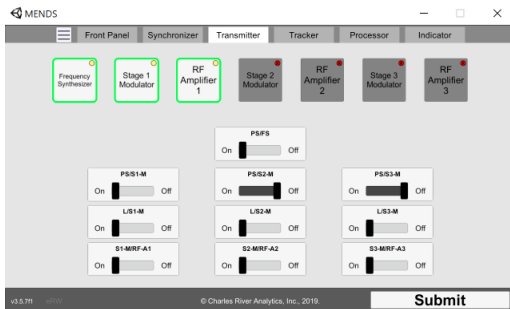 MENDS
Front Panel Synchronizer Transmitter Tracker Processor Indicator
Frequency Synthesizer
Stage 1 Modulator
RF Amplifier 1
Stage 2 Modulator
RF Amplifier 2
Stage 3 Modulator
RF Amplifier 3
PS/FS
On Off
PS/S1-M PS/S2-M PS/S3-M
On Off On Off On Off
L/S1-M L/S2-M L/S3-M
On Off On Off On Off
S1-M/RF-A1 S2-M/RF-A2 S3-M/RF-A3
On Off On Off On Off
© Charles River Analytics, Inc., 2019.
Submit